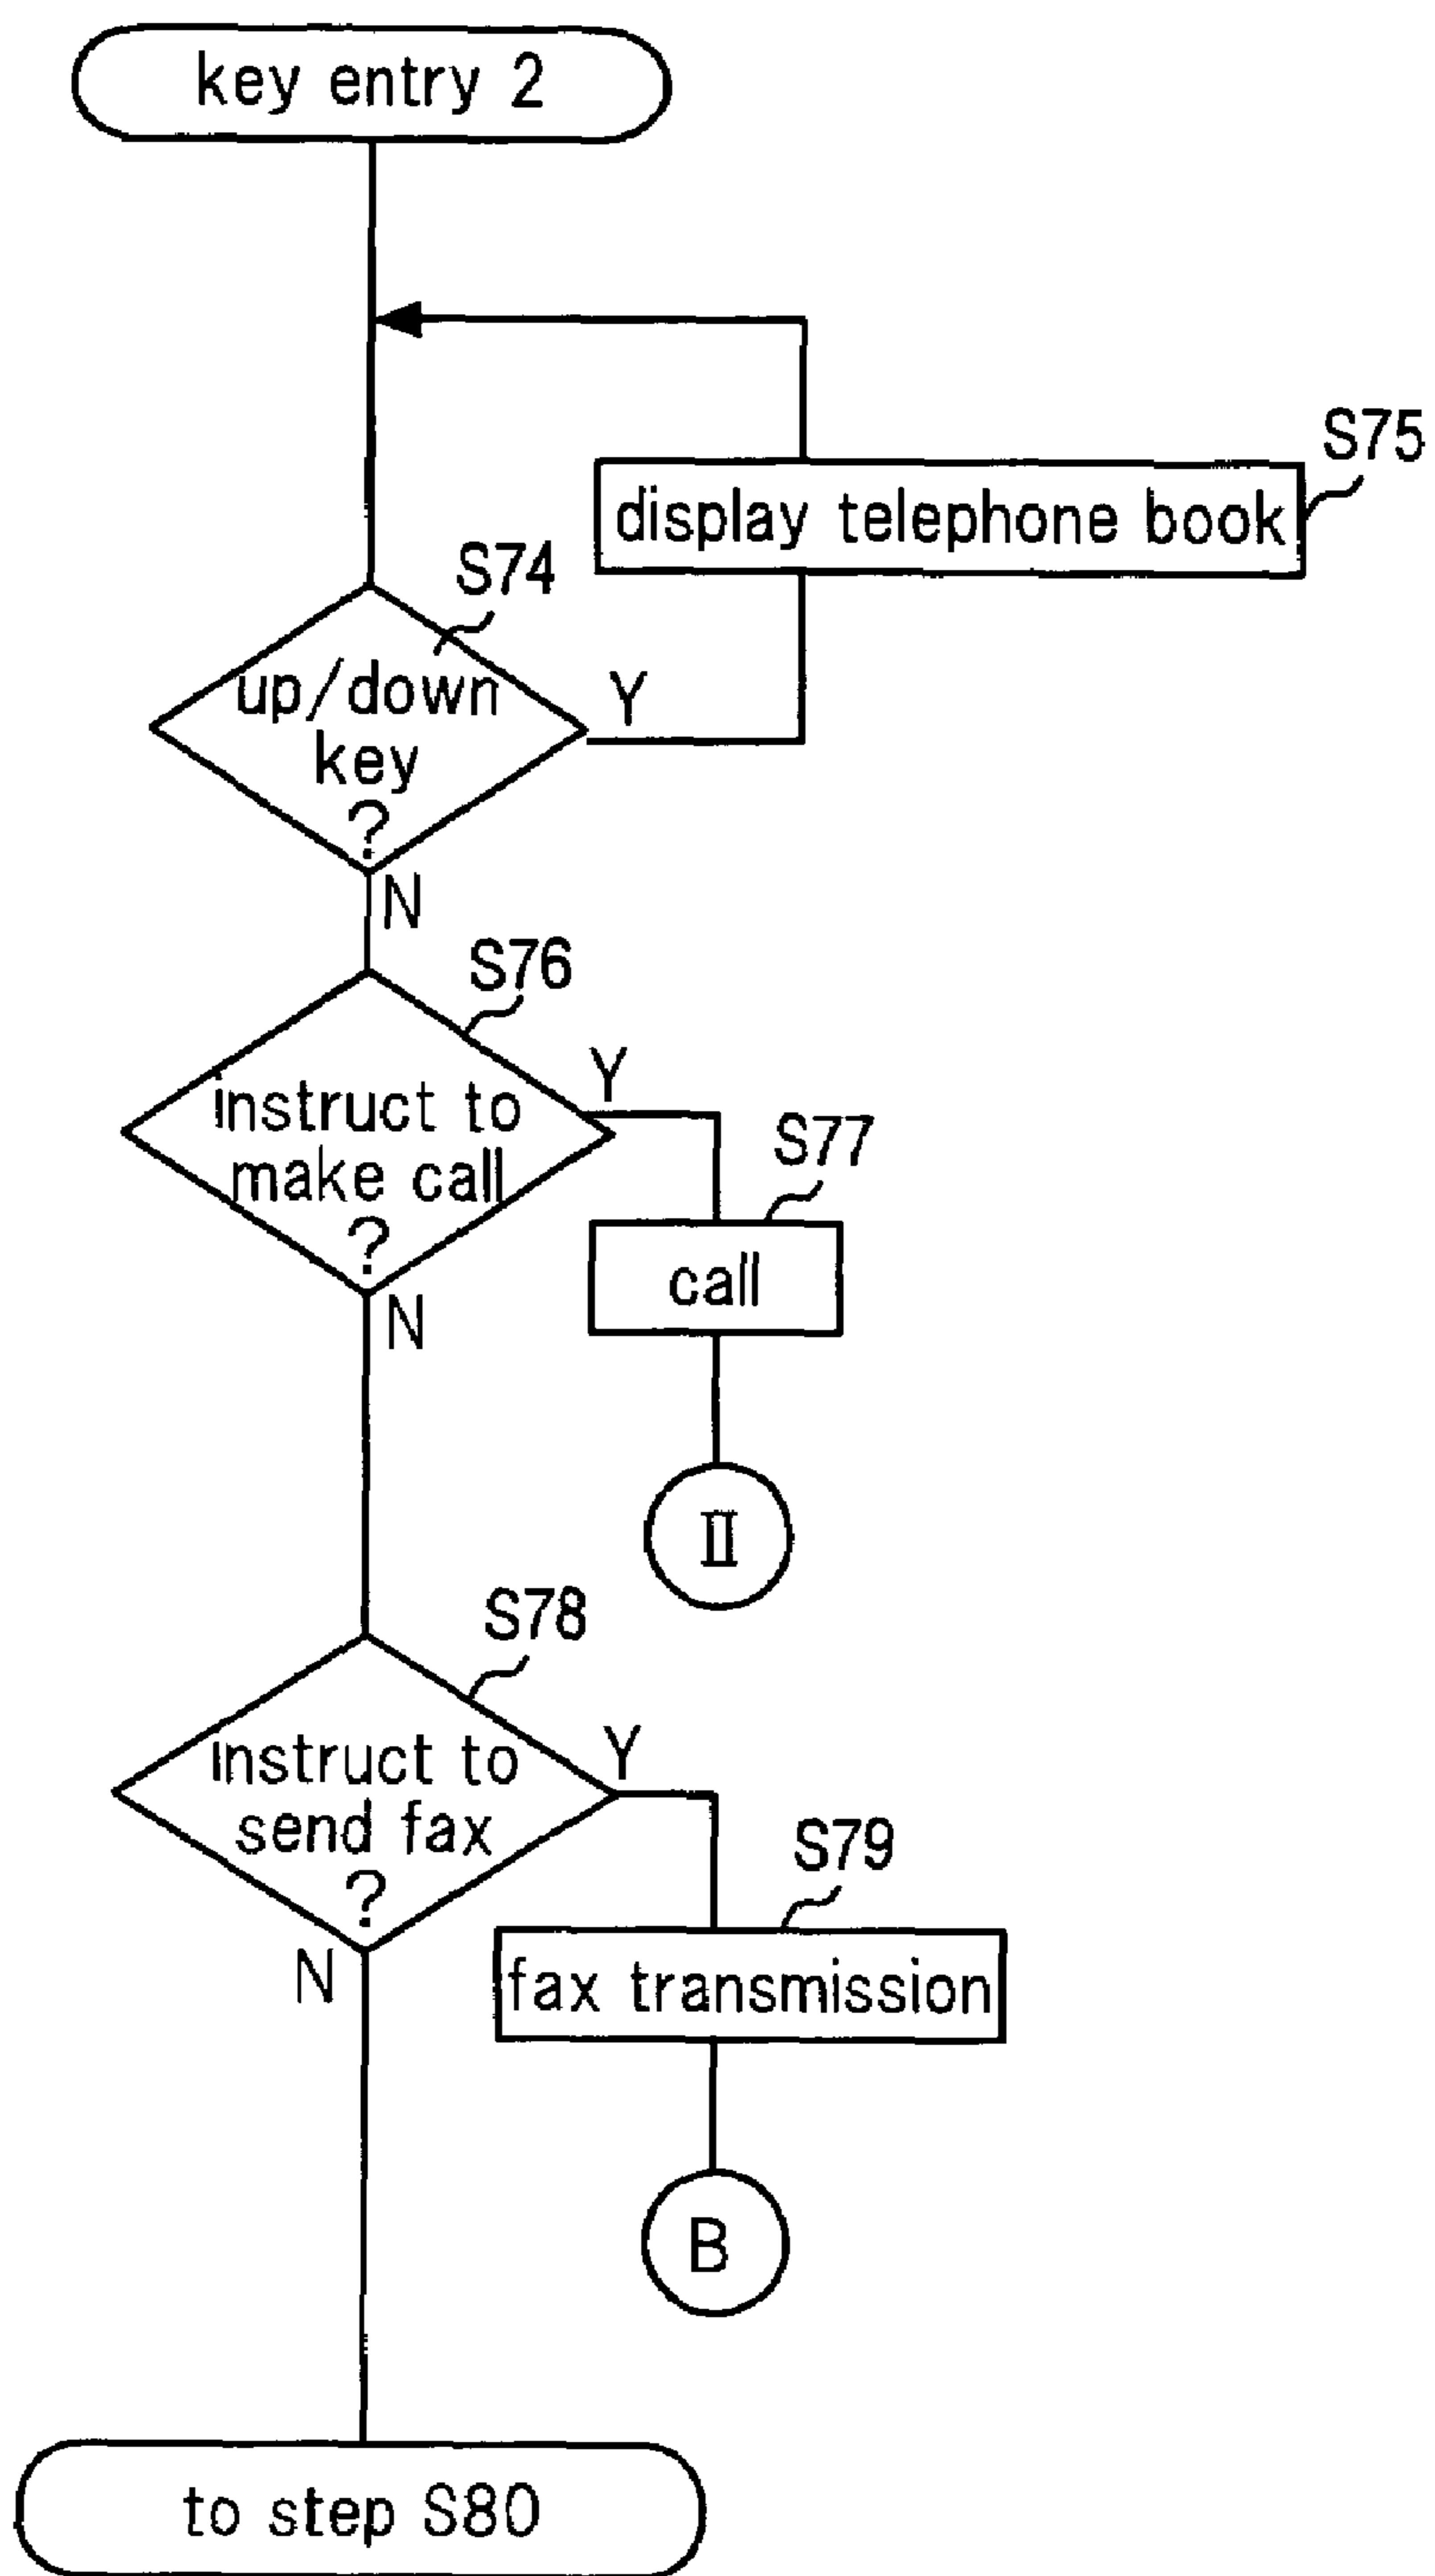 key entry 2
S75
display telephone book
S74
up/down
key
?
Y
N
S76
instruct to
make call
?
Y
S77
call
N
II
S78
instruct to
send fax
?
Y
S79
fax transmission
N
B
to step S80